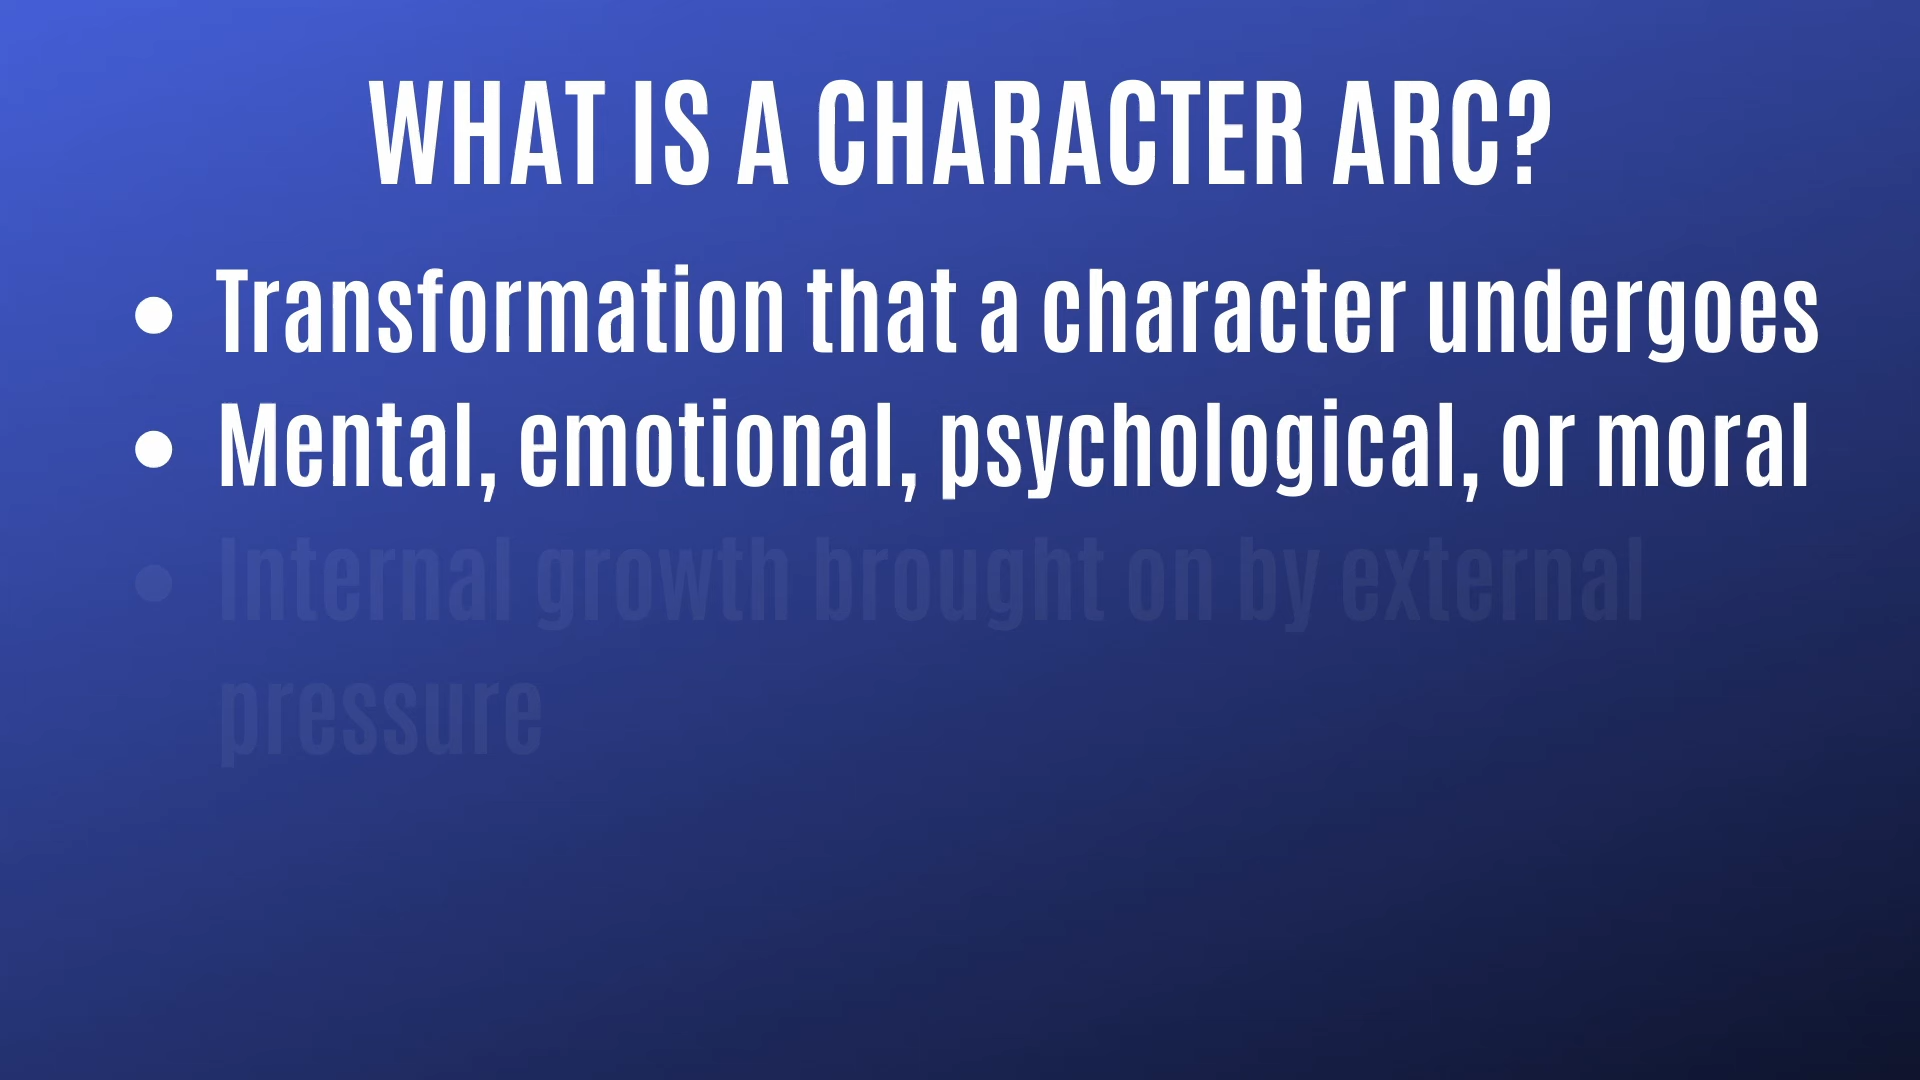 WHAT IS A CHARACTER ARC?
• Transformation that a character undergoes
• Mental, emotional, psychological, or moral
• Internal growth brought on by external
pressure